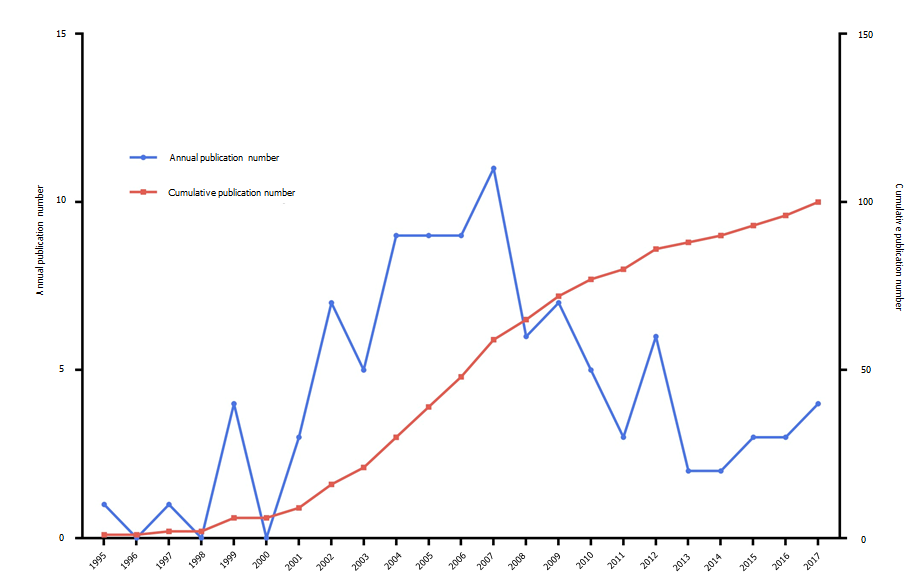 15
150
Annual publication number
Cumulative publication number
10
100
Annual publication number
Cumulative publication number
5
50
0
0
1995 1996 1997 1998 1999 2000 2001 2002 2003 2004 2005 2006 2007 2008 2009 2010 2011 2012 2013 2014 2015 2016 2017